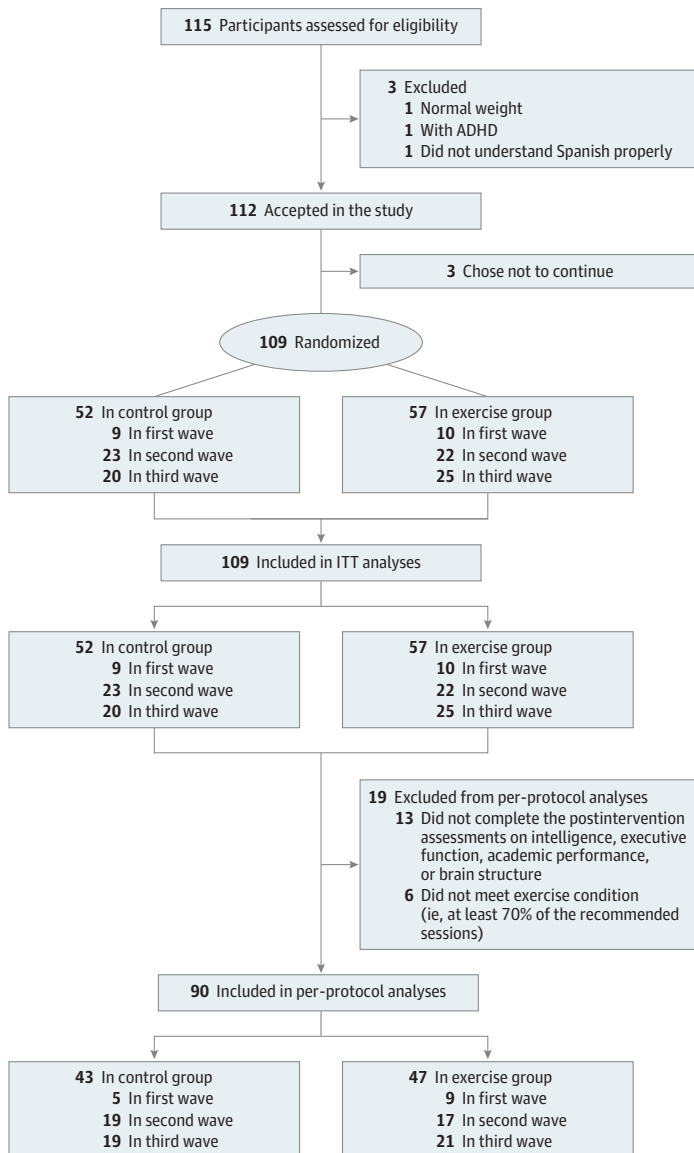 115 Participants assessed for eligibility
3 Excluded
1 Normal weight
1 With ADHD
1 Did not understand Spanish properly
112 Accepted in the study
3 Chose not to continue
109 Randomized
52 In control group
9 In first wave
23 In second wave
20 In third wave
57 In exercise group
10 In first wave
22 In second wave
25 In third wave
109 Included in ITT analyses
52 In control group
9 In first wave
23 In second wave
20 In third wave
57 In exercise group
10 In first wave
22 In second wave
25 In third wave
19 Excluded from per-protocol analyses
13 Did not complete the postintervention
assessments on intelligence, executive
function, academic performance,
or brain structure
6 Did not meet exercise condition
(ie, at least 70% of the recommended
sessions)
90 Included in per-protocol analyses
43 In control group
5 In first wave
19 In second wave
19 In third wave
47 In exercise group
9 In first wave
17 In second wave
21 In third wave